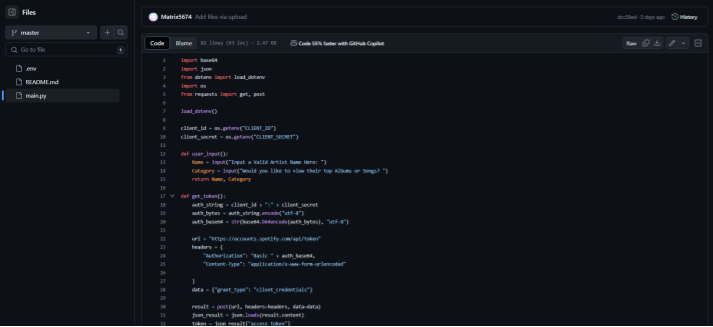 Files
master
Go to file
t
.env
README.md
main.py
Matrix5674 Add files via upload
5 days ago
History
Code Blame 82 lines (63 loc) · 2.47 KB Code 55% faster with GitHub Copilot
Raw
1 import base64
2 import json
3 from dotenv import load_dotenv
4 import os
5 from requests import get, post
6
7 load_dotenv()
8
9 client_id = os.getenv("CLIENT_ID")
10 client_secret = os.getenv("CLIENT_SECRET")
11
12 def user_input():
13 Name = input("Input a Valid Artist Name Here: ")
14 Category = input("Would you like to view their top Albums or Songs? ")
15 return Name, Category
16
17 def get_token():
18 auth_string = client_id + ":" + client_secret
19 auth_bytes = auth_string.encode("utf-8")
20 auth_base64 = str(base64.b64encode(auth_bytes), "utf-8")
21
22 url = "https://accounts.spotify.com/api/token"
23 headers = {
24 "Authorization": "Basic " + auth_base64,
25 "Content-Type": "application/x-www-form-urlencoded"
26
27 }
28 data = {"grant_type": "client_credentials"}
29
30 result = post(url, headers=headers, data=data)
31 json_result = json.loads(result.content)
32 token = json_result["access_token"]